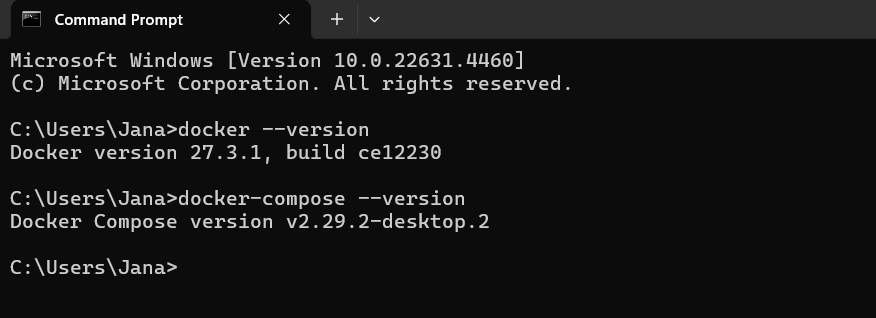 Command Prompt
Microsoft Windows [Version 10.0.22631.4460]
(c) Microsoft Corporation. All rights reserved.
C:\Users\Jana>docker --version
Docker version 27.3.1, build ce12230
C:\Users\Jana>docker-compose --version
Docker Compose version v2.29.2-desktop.2
C:\Users\Jana>